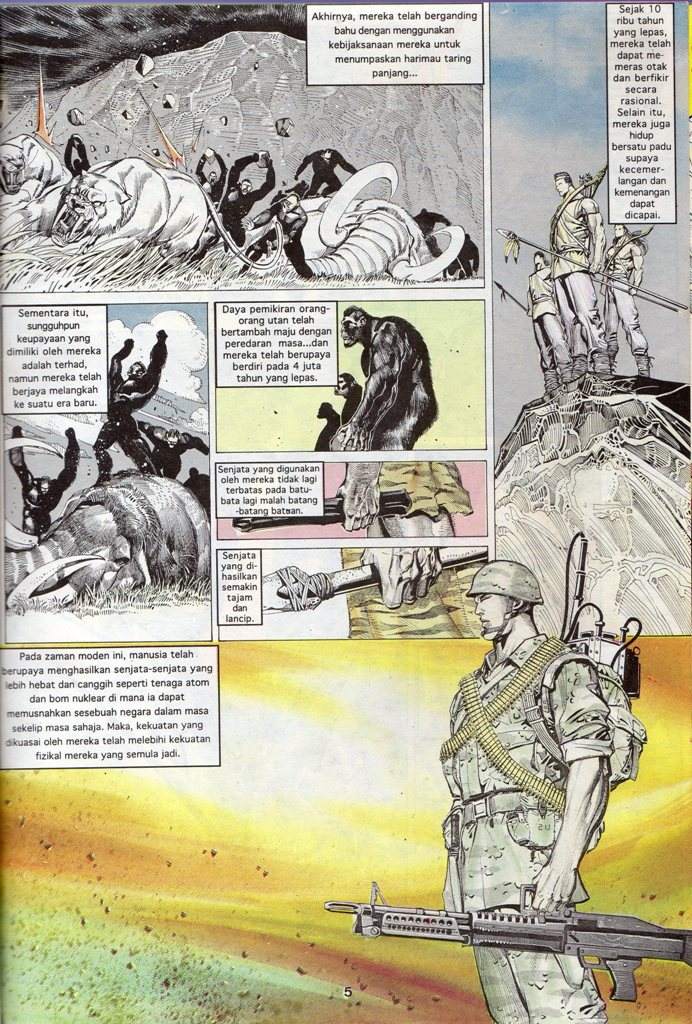 Akhirnya, mereka telah berganding
bahu dengan menggunakan
kebijaksanaan mereka untuk
menumpaskan harimau taring
panjang...
Sejak 10
ribu tahun
yang lepas,
mereka telah
dapat me-
meras otak
dan berfikir
secara
rasional.
Selain itu,
mereka juga
hidup
bersatu padu
supaya
kecemer-
langan dan
kemenangan
dapat
dicapai.
Sementara itu,
sungguhpun
keupayaan yang
dimiliki oleh mereka
adalah terhad,
namun mereka telah
berjaya melangkah
ke suatu era baru.
Daya pemikiran orang-
orang utan telah
bertambah maju dengan
peredaran masa...dan
mereka telah berupaya
berdiri pada 4 juta
tahun yang lepas.
Senjata yang digunakan
oleh mereka tidak lagi
terbatas pada batu-
bata lagi malah batang
-batang batuan.
Senjata
yang di-
hasilkan
semakin
tajam
dan
lancip.
Pada zaman moden ini, manusia telah
berupaya menghasilkan senjata-senjata yang
lebih hebat dan canggih seperti tenaga atom
dan bom nuklear di mana ia dapat
memusnahkan sesebuah negara dalam masa
sekelip masa sahaja. Maka, kekuatan yang
dikuasai oleh mereka telah melebihi kekuatan
fizikal mereka yang semula jadi.
5